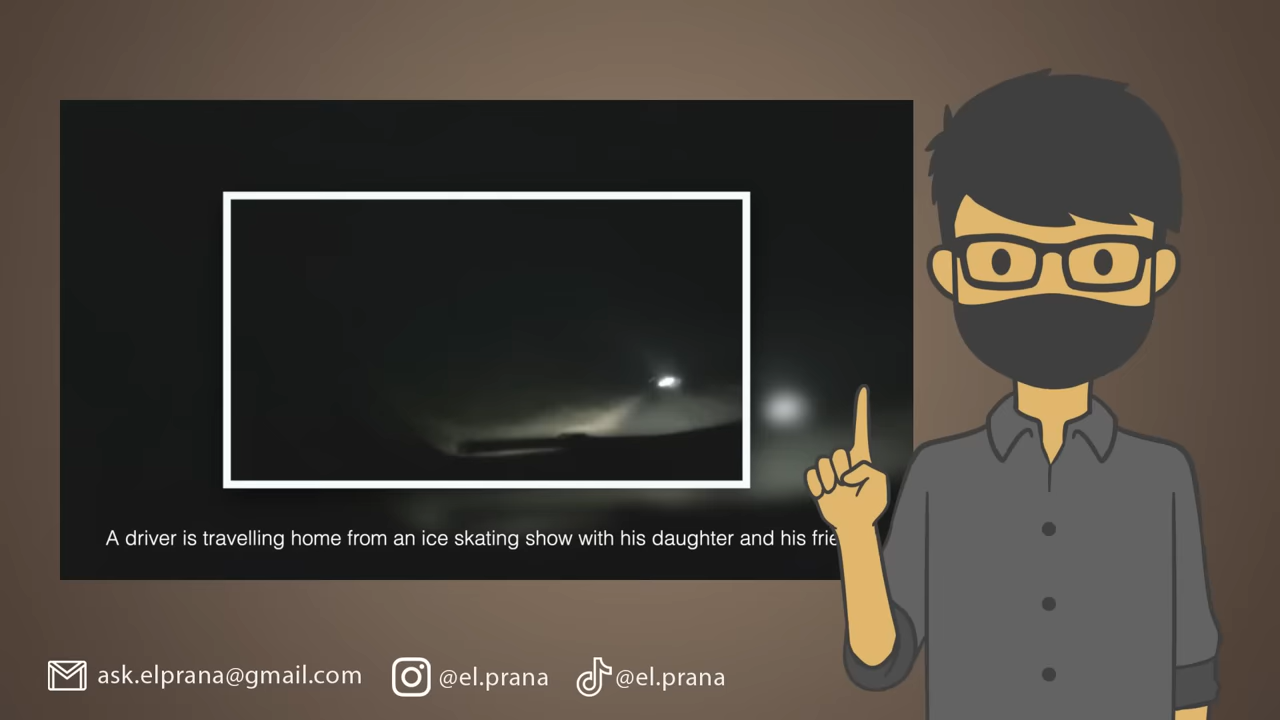 A driver is travelling home from an ice skating show with his daughter and his frie
ask.elprana@gmail.com @el.prana @el.prana